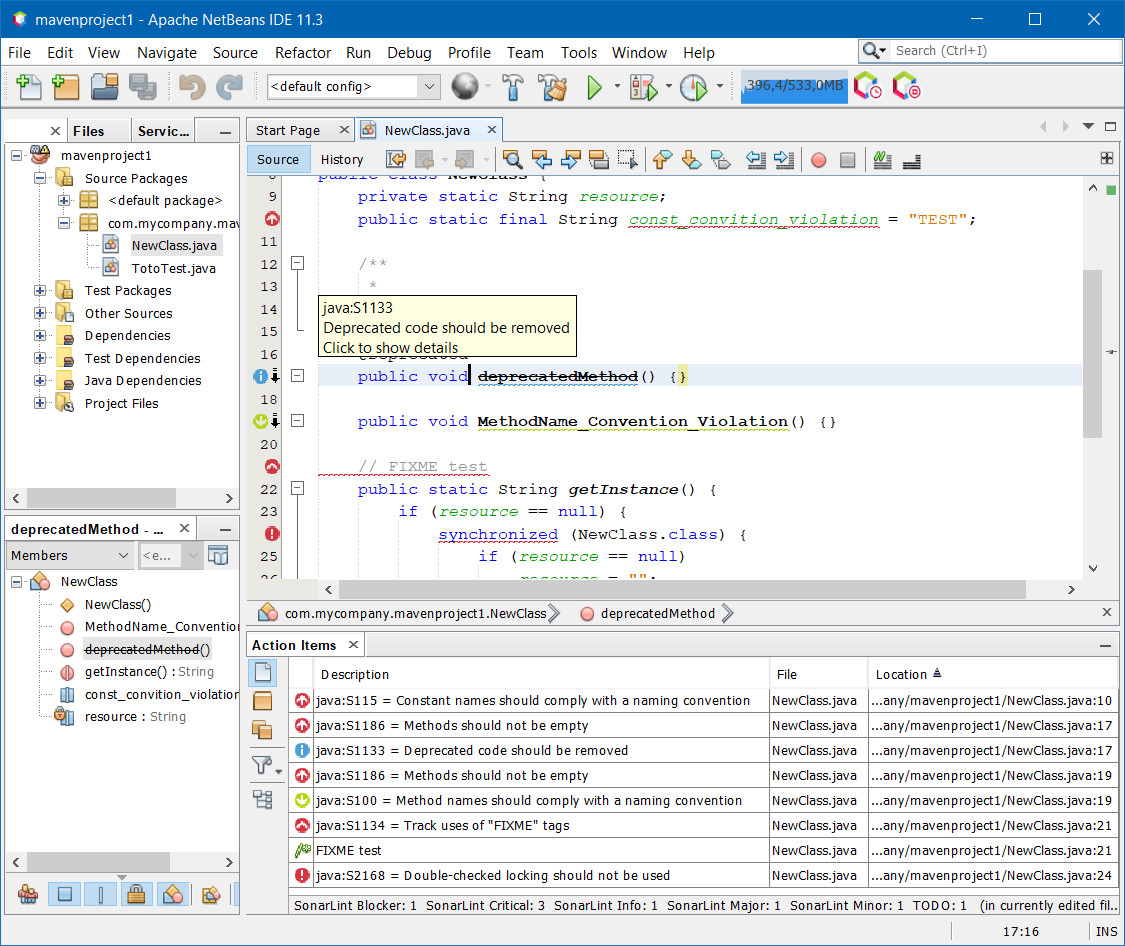 mavenproject1 - Apache NetBeans IDE 11.3
File Edit View Navigate Source Refactor Run Debug Profile Team Tools Window Help
Search (Ctrl+I)
<default config>
396,4/533,0MB
Files
Servic...
mavenproject1
Source Packages
<default package>
com.mycompany.mav
NewClass.java
TotoTest.java
Test Packages
Other Sources
Dependencies
Test Dependencies
Java Dependencies
Project Files
Start Page
NewClass.java
Source
History
8 public class NewClass {
9 private static String resource;
public static final String const_convition_violation = "TEST";
11
12 /**
13 *
14
15
16 @Deprecated
java:S1133
Deprecated code should be removed
Click to show details
public void deprecatedMethod() {}
18
public void MethodName_Convention_Violation() {}
20
// FIXME test
22 public static String getInstance() {
23 if (resource == null) {
synchronized (NewClass.class) {
25 if (resource == null)
26 resource = "";
com.mycompany.mavenproject1.NewClass
deprecatedMethod
deprecatedMethod - ...
Members
<e...
NewClass
NewClass()
MethodName_Convention
deprecatedMethod()
getInstance() : String
const_convition_violation
resource : String
Action Items
Description File Location
java:S115 = Constant names should comply with a naming convention NewClass.java ...any/mavenproject1/NewClass.java:10
java:S1186 = Methods should not be empty NewClass.java ...any/mavenproject1/NewClass.java:17
java:S1133 = Deprecated code should be removed NewClass.java ...any/mavenproject1/NewClass.java:17
java:S1186 = Methods should not be empty NewClass.java ...any/mavenproject1/NewClass.java:19
java:S100 = Method names should comply with a naming convention NewClass.java ...any/mavenproject1/NewClass.java:19
java:S1134 = Track uses of "FIXME" tags NewClass.java ...any/mavenproject1/NewClass.java:21
FIXME test NewClass.java ...any/mavenproject1/NewClass.java:21
java:S2168 = Double-checked locking should not be used NewClass.java ...any/mavenproject1/NewClass.java:24
SonarLint Blocker: 1 SonarLint Critical: 3 SonarLint Info: 1 SonarLint Major: 1 SonarLint Minor: 1 TODO: 1 (in currently edited fil...
17:16 INS